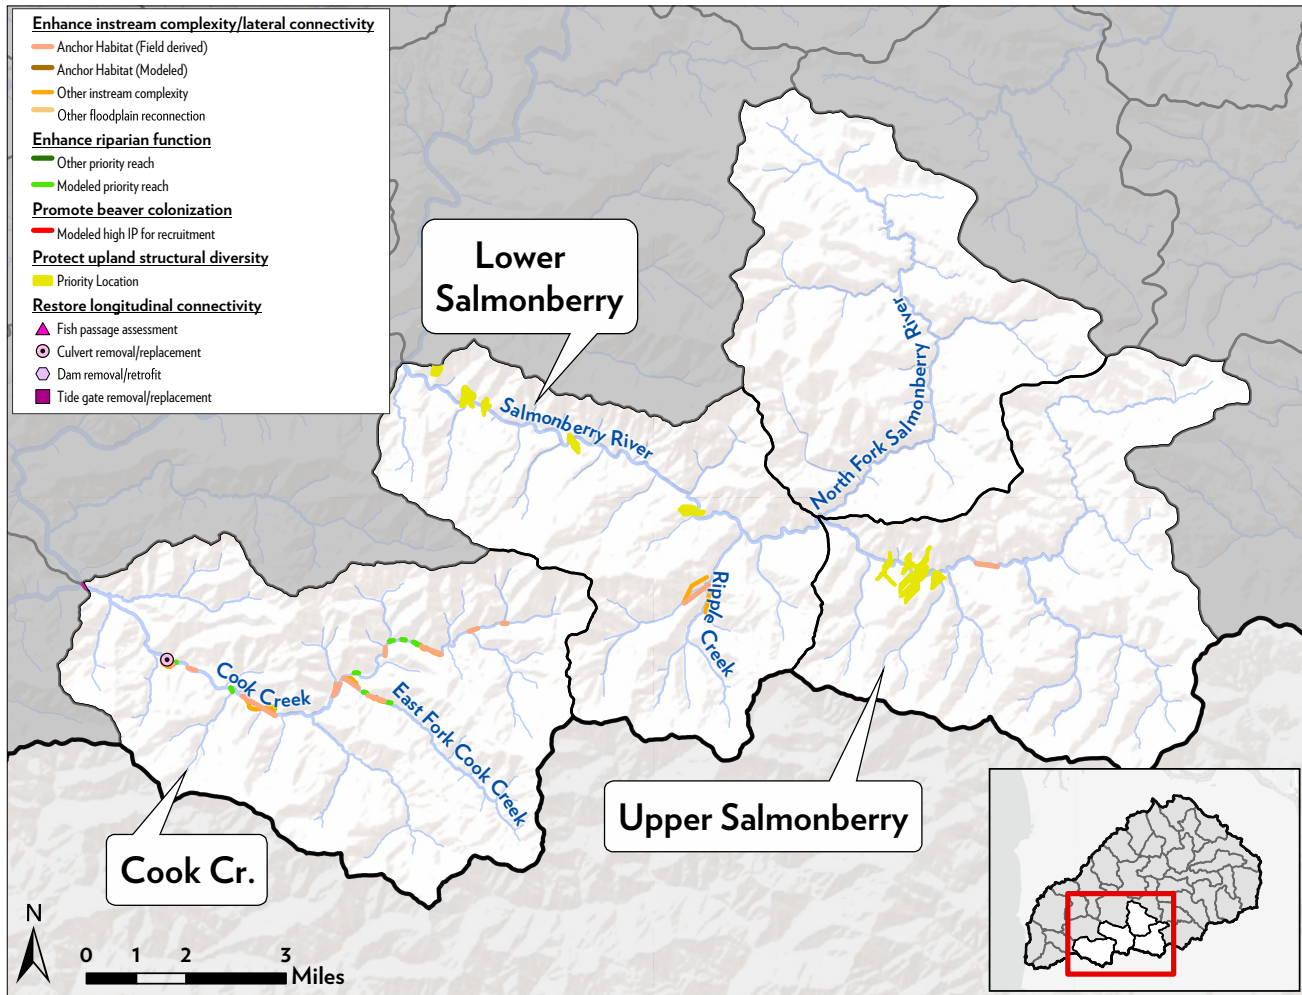 Enhance instream complexity/lateral connectivity
Anchor Habitat (Field derived)
Anchor Habitat (Modeled)
Other instream complexity
Other floodplain reconnection
Enhance riparian function
Other priority reach
Modeled priority reach
Promote beaver colonization
Modeled high IP for recruitment
Protect upland structural diversity
Priority Location
Restore longitudinal connectivity
Fish passage assessment
Culvert removal/replacement
Dam removal/retrofit
Tide gate removal/replacement
Lower
Salmonberry
Salmonberry River
North Fork Salmonberry River
Ripple Creek
Cook Creek
East Fork Cook Creek
Upper Salmonberry
Cook Cr.
N
0 1 2 3
Miles